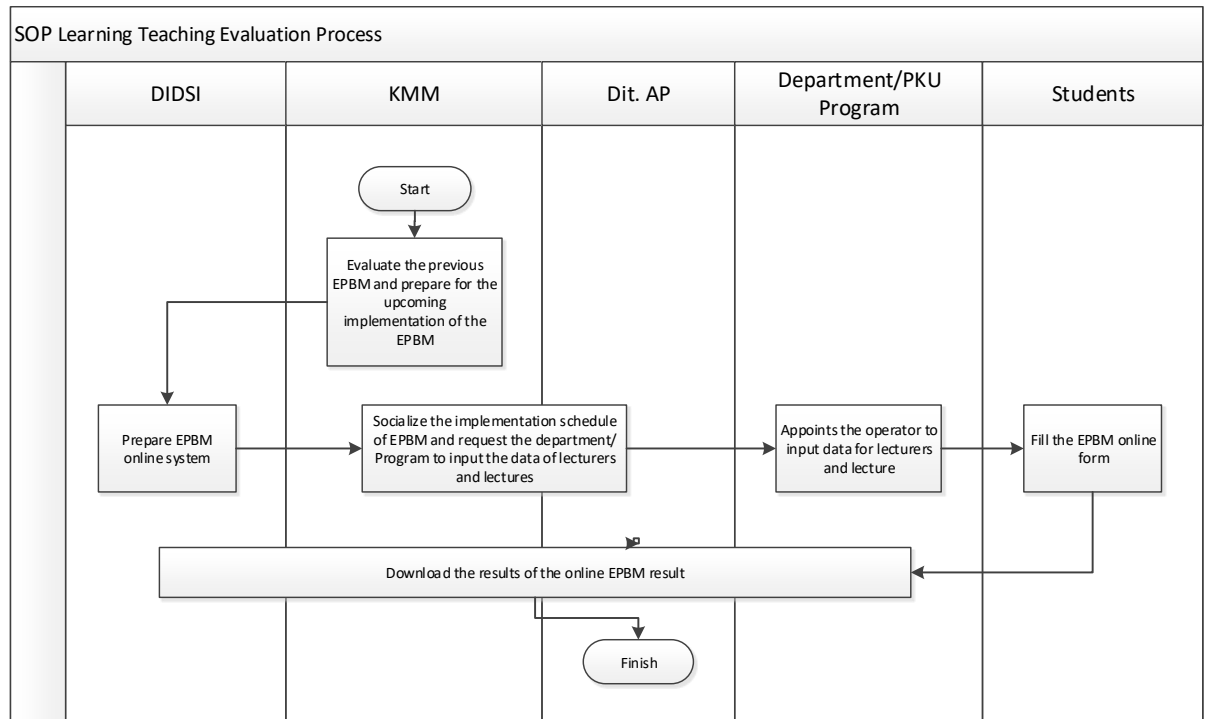 SOP Learning Teaching Evaluation Process
DIDSI
KMM
Dit. AP
Department/PKU
Program
Students
Start
Evaluate the previous
EPBM and prepare for the
upcoming
implementation of the
EPBM
Prepare EPBM
online system
Socialize the implementation schedule
of EPBM and request the department/
Program to input the data of lecturers
and lectures
Appoints the operator to
input data for lecturers
and lecture
Fill the EPBM online
form
Download the results of the online EPBM result
Finish